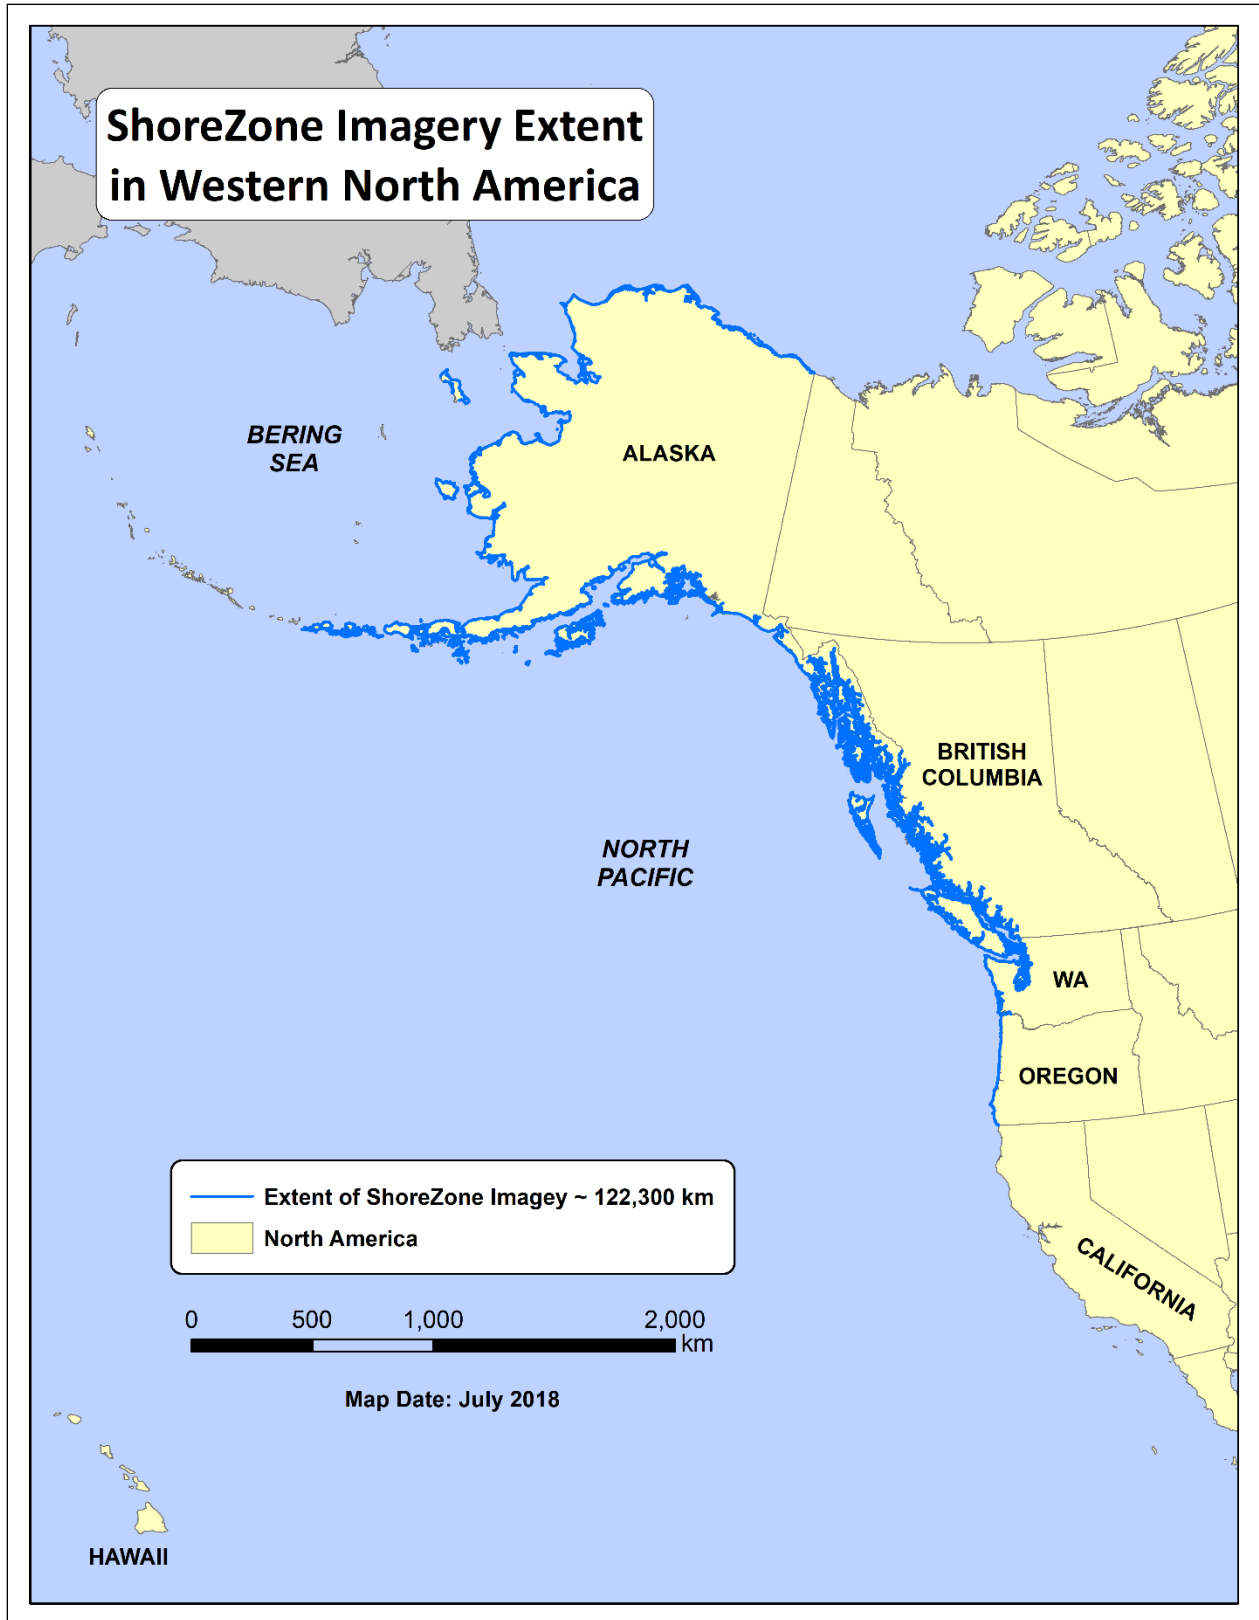 ShoreZone Imagery Extent
in Western North America
BERING
SEA
ALASKA
BRITISH
COLUMBIA
NORTH
PACIFIC
WA
OREGON
Extent of ShoreZone Imagey ~ 122,300 km
North America
CALIFORNIA
0 500 1,000 2,000
km
Map Date: July 2018
HAWAII